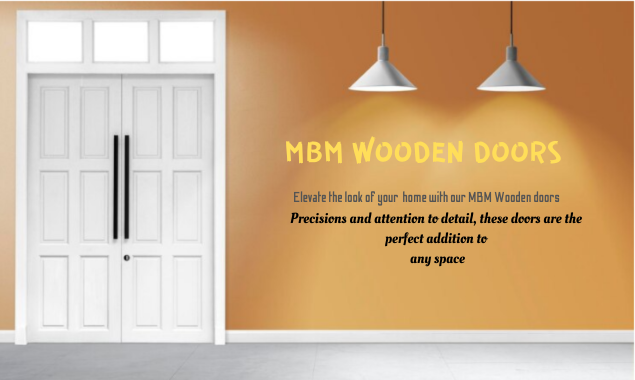 MBM WOODEN DOORS
Elevate the look of your home with our MBM Wooden doors
Precisions and attention to detail, these doors are the
perfect addition to
any space